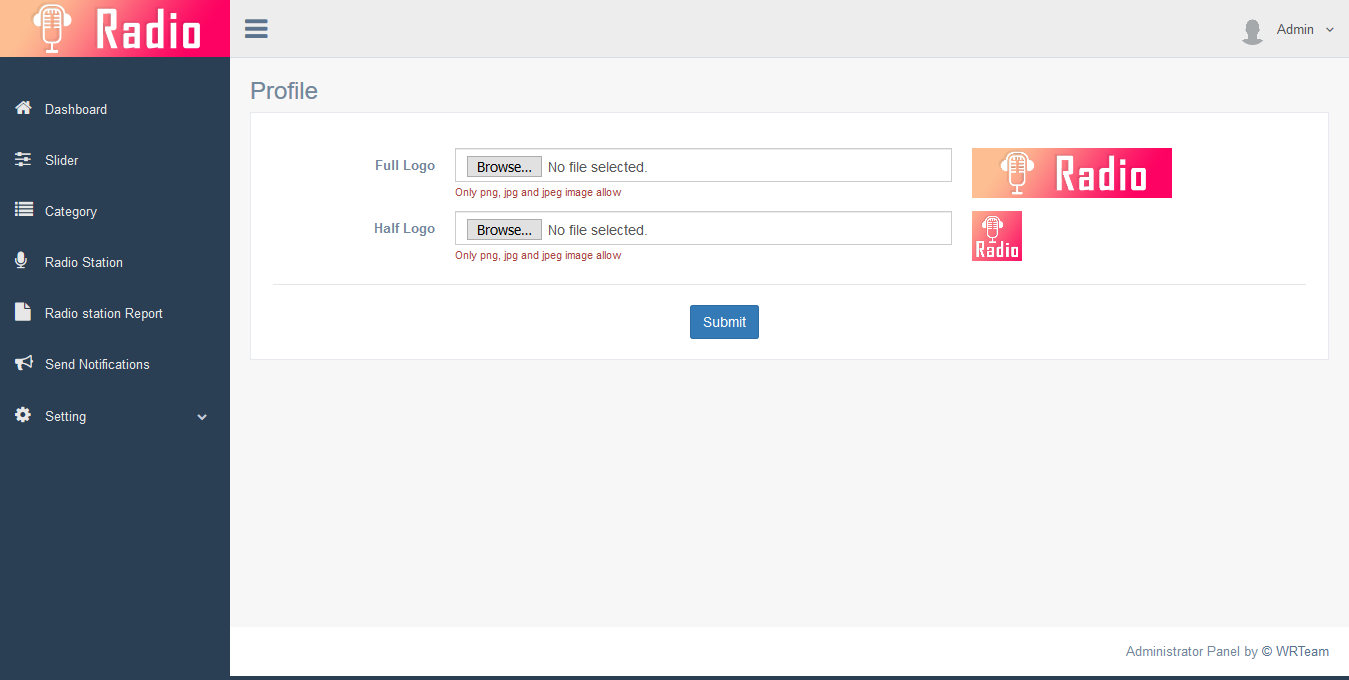 Radio
Admin
Dashboard
Slider
Category
Radio Station
Radio station Report
Send Notifications
Setting
Profile
Full Logo
Browse... No file selected.
Only png, jpg and jpeg image allow
Radio
Half Logo
Browse... No file selected.
Only png, jpg and jpeg image allow
Radio
Submit
Administrator Panel by © WRTeam